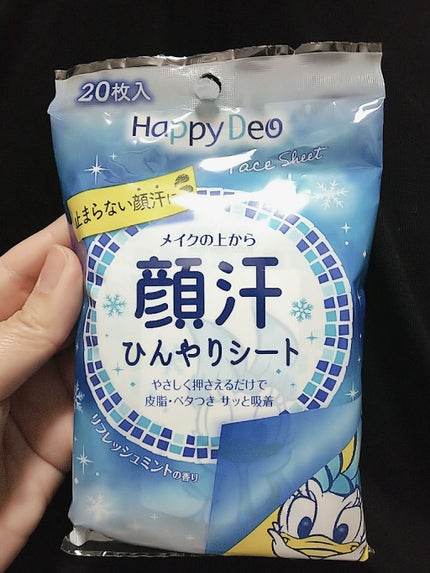 20枚入
Happy Deo
Face Sheet
止まらない顔汗に
メイクの上から
顔汗
ひんやりシート
やさしく押さえるだけで
皮脂・ベタつき サッと吸着
リフレッシュミントの香り